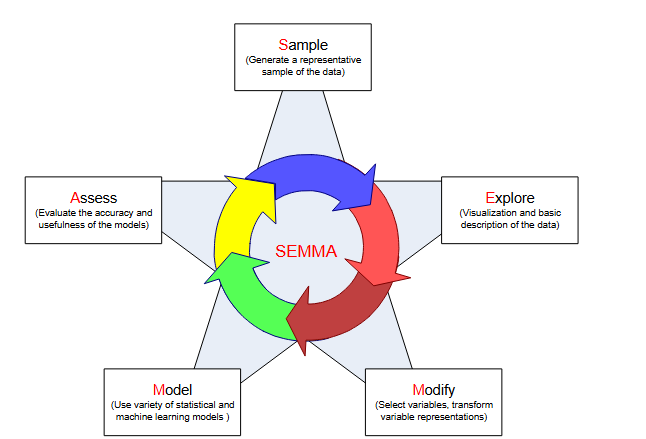 Sample
(Generate a representative
sample of the data)
Assess
(Evaluate the accuracy and
usefulness of the models)
Explore
(Visualization and basic
description of the data)
SEMMA
Model
(Use variety of statistical and
machine learning models )
Modify
(Select variables, transform
variable representations)